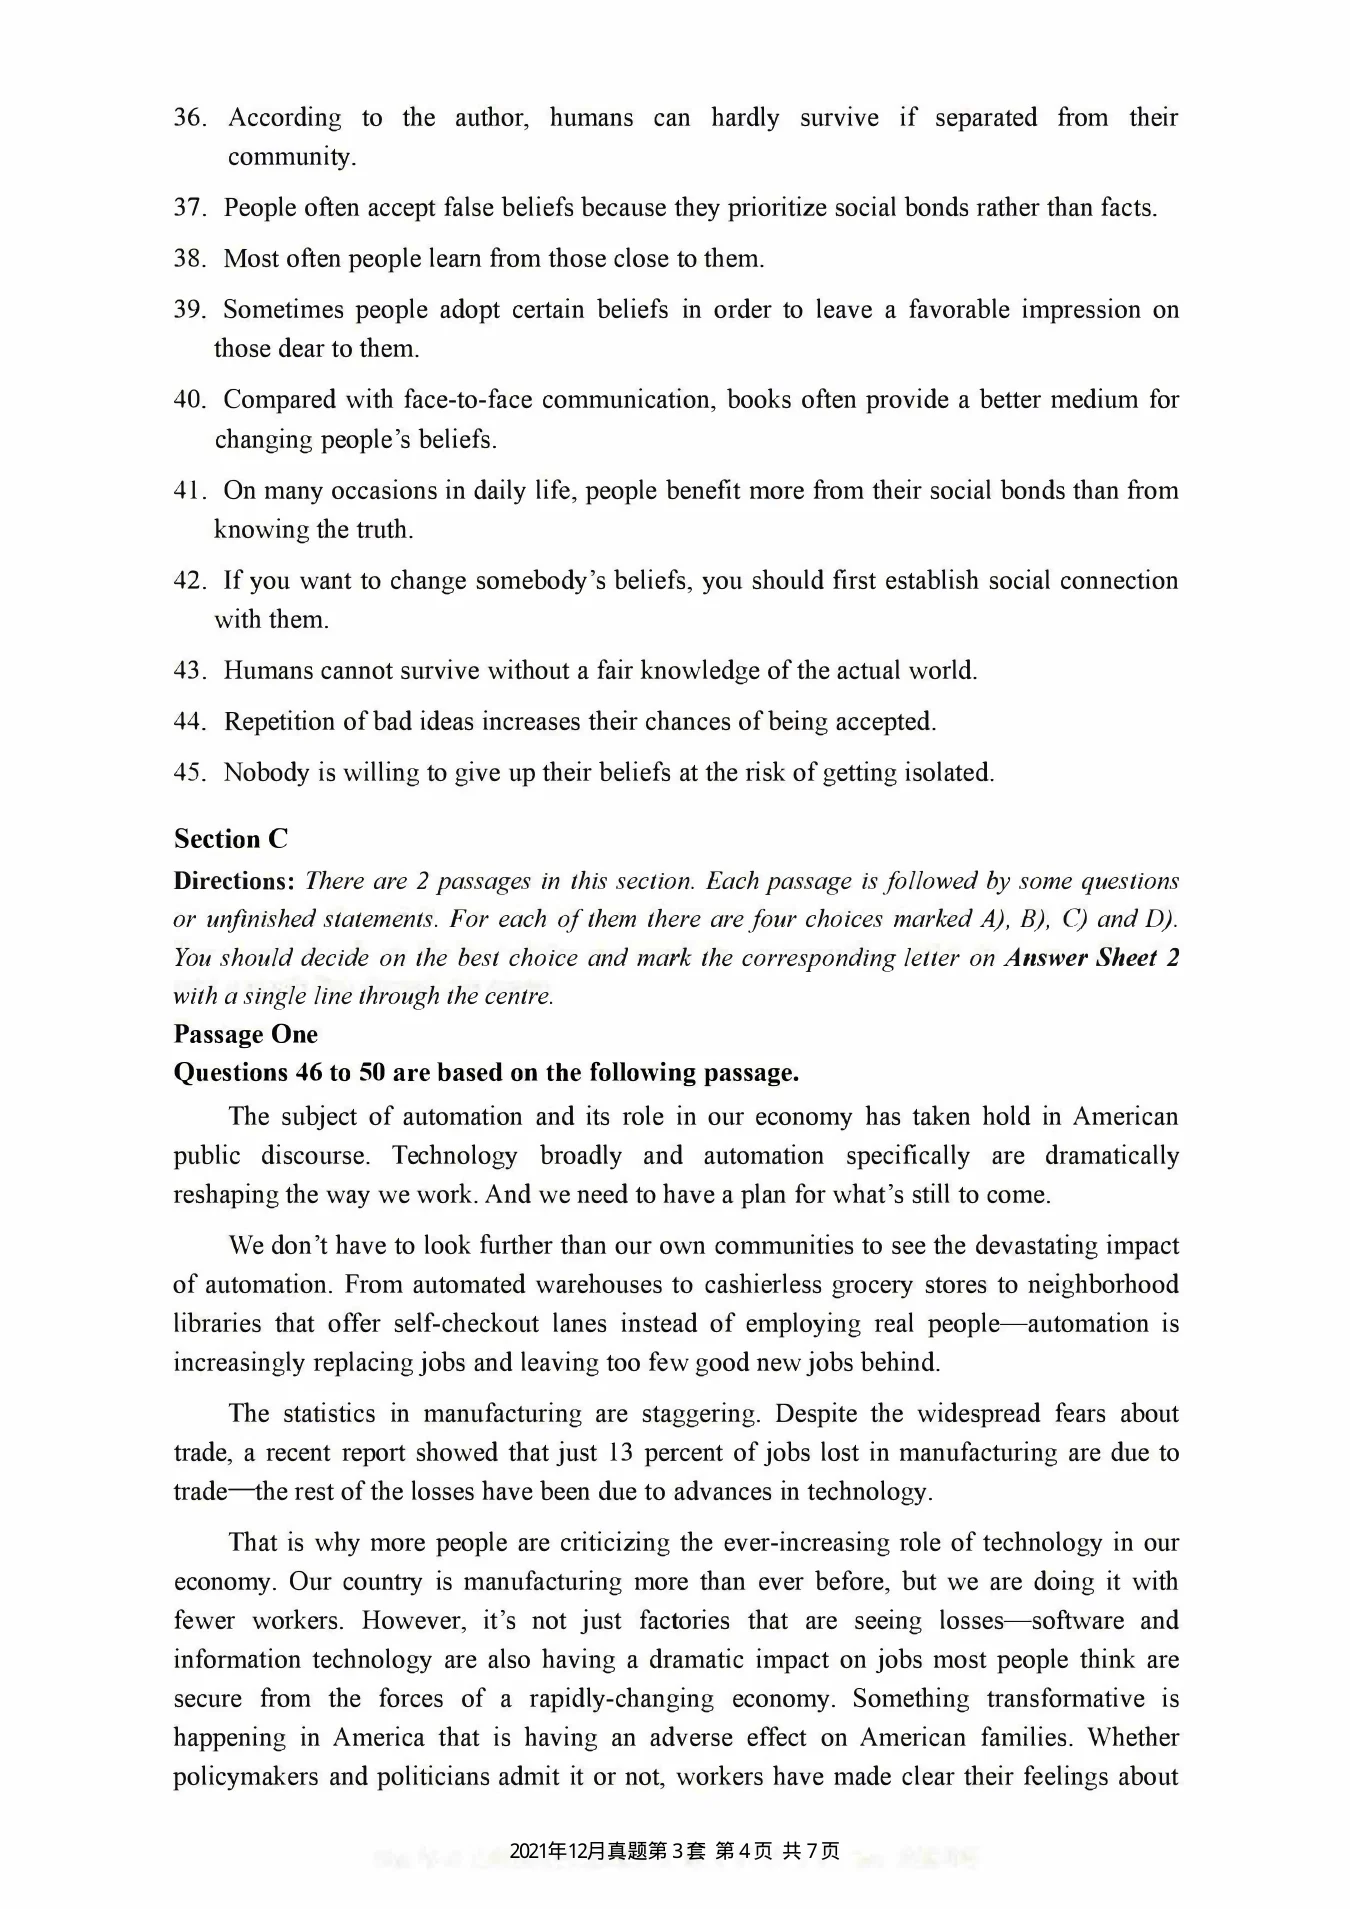 36. According to the author, humans can hardly survive if separated from their
community.
37. People often accept false beliefs because they prioritize social bonds rather than facts.
38. Most often people learn from those close to them.
39. Sometimes people adopt certain beliefs in order to leave a favorable impression on
those dear to them.
40. Compared with face-to-face communication, books often provide a better medium for
changing people's beliefs.
41. On many occasions in daily life, people benefit more from their social bonds than from
knowing the truth.
42. If you want to change somebody's beliefs, you should first establish social connection
with them.
43. Humans cannot survive without a fair knowledge of the actual world.
44. Repetition of bad ideas increases their chances of being accepted.
45. Nobody is willing to give up their beliefs at the risk of getting isolated.
Section C
Directions: There are 2 passages in this section. Each passage is followed by some questions
or unfinished statements. For each of them there are four choices marked A), B), C) and D).
You should decide on the best choice and mark the corresponding letter on Answer Sheet 2
with a single line through the centre.
Passage One
Questions 46 to 50 are based on the following passage.
The subject of automation and its role in our economy has taken hold in American
public discourse. Technology broadly and automation specifically are dramatically
reshaping the way we work. And we need to have a plan for what's still to come.
We don't have to look further than our own communities to see the devastating impact
of automation. From automated warehouses to cashierless grocery stores to neighborhood
libraries that offer self-checkout lanes instead of employing real people—automation is
increasingly replacing jobs and leaving too few good new jobs behind.
The statistics in manufacturing are staggering. Despite the widespread fears about
trade, a recent report showed that just 13 percent of jobs lost in manufacturing are due to
trade—the rest of the losses have been due to advances in technology.
That is why more people are criticizing the ever-increasing role of technology in our
economy. Our country is manufacturing more than ever before, but we are doing it with
fewer workers. However, it's not just factories that are seeing losses—software and
information technology are also having a dramatic impact on jobs most people think are
secure from the forces of a rapidly-changing economy. Something transformative is
happening in America that is having an adverse effect on American families. Whether
policymakers and politicians admit it or not, workers have made clear their feelings about
2021年12月真题第3套 第4页 共7页